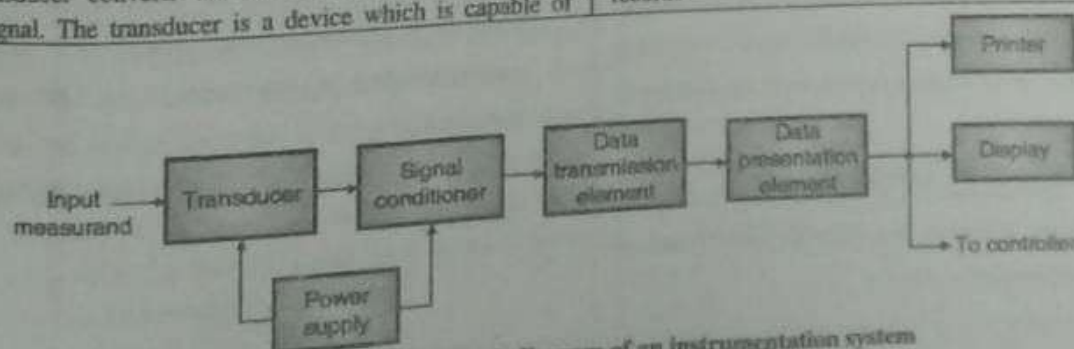 gnal. The transducer is a device which is capable of
Printer
Input
measurand
Transducer
Signal
conditioner
Data
transmission
element
Data
presentation
element
Display
To controller
Power
supply
of an instrumentation system